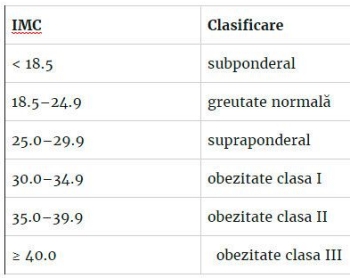 IMC Clasificare
< 18.5 subponderal
18.5–24.9 greutate normală
25.0–29.9 supraponderal
30.0–34.9 obezitate clasa I
35.0–39.9 obezitate clasa II
≥ 40.0 obezitate clasa III